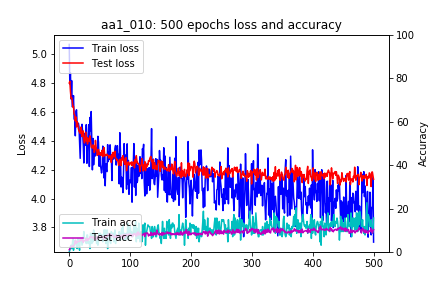 aa1_010: 500 epochs loss and accuracy
Train loss
Test loss
Train acc
Test acc
Loss
5.0
4.8
4.6
4.4
4.2
4.0
3.8
Accuracy
100
80
60
40
20
0
0 100 200 300 400 500